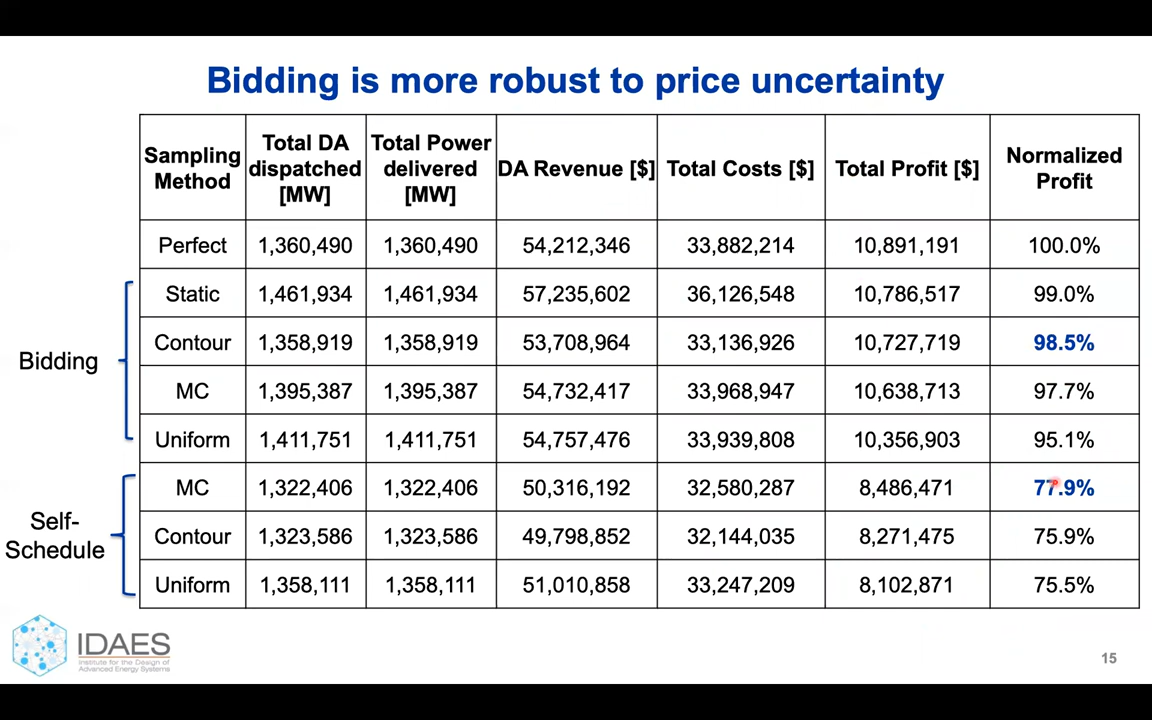 Bidding is more robust to price uncertainty
Sampling Method | Total DA dispatched [MW] | Total Power delivered [MW] | DA Revenue [$] | Total Costs [$] | Total Profit [$] | Normalized Profit
Perfect | 1,360,490 | 1,360,490 | 54,212,346 | 33,882,214 | 10,891,191 | 100.0%
Bidding
Static | 1,461,934 | 1,461,934 | 57,235,602 | 36,126,548 | 10,786,517 | 99.0%
Contour | 1,358,919 | 1,358,919 | 53,708,964 | 33,136,926 | 10,727,719 | 98.5%
MC | 1,395,387 | 1,395,387 | 54,732,417 | 33,968,947 | 10,638,713 | 97.7%
Uniform | 1,411,751 | 1,411,751 | 54,757,476 | 33,939,808 | 10,356,903 | 95.1%
Self-
Schedule
MC | 1,322,406 | 1,322,406 | 50,316,192 | 32,580,287 | 8,486,471 | 77.9%
Contour | 1,323,586 | 1,323,586 | 49,798,852 | 32,144,035 | 8,271,475 | 75.9%
Uniform | 1,358,111 | 1,358,111 | 51,010,858 | 33,247,209 | 8,102,871 | 75.5%
IDAES
Institute for the Design of
Advanced Energy Systems
15